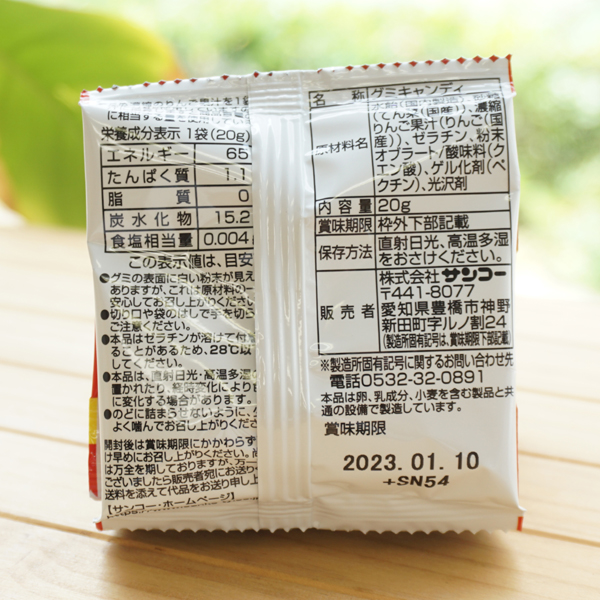 に相当する
栄養成分表示 1袋(20g)
エネルギー 65
たんぱく質 1.1
脂質 0
炭水化物 15.2
食塩相当量 0.004
この表示値は、目安
●グミの表面に白い粉末が見え
ありますが、これは原材料の一
安心してお召し上がりください
●切り口や袋のはしで手を切ら
ご注意ください。
●本品はゼラチンが溶けて付
ることがあるため、28℃以
してください。
●本品は、直射日光・高温多湿
置かれたり、経時変化により食
に変化する場合があります。
●のどに詰まらせないように、
よく噛んでお召し上がりくださ
開封後は賞味期限にかかわらず
け早めにお召し上がりください。
は万全を期しておりますが、万一
ございましたら販売者宛にお送り
送料を添えて代品をお送り申し上
【サンコー・ホームページ】
名称 グミキャンディ
原材料名
(てん菜(国産))、濃縮
りんご果汁(りんご(国
産))、ゼラチン、粉末
オブラート/酸味料(ク
エン酸)、ゲル化剤(ペ
クチン)、光沢剤
内容量 20g
賞味期限 枠外下部記載
保存方法 直射日光、高温多湿
をおさけください。
販売者 株式会社サンコー
〒441-8077
愛知県豊橋市神野
新田町字ルノ割24
(製造所固有記号は、賞味期限下部記載)
※製造所固有記号に関するお問い合わせ先
電話0532-32-0891
本品は卵、乳成分、小麦を含む製品と共
通の設備で製造しています。
賞味期限
2023.01.10
+SN54